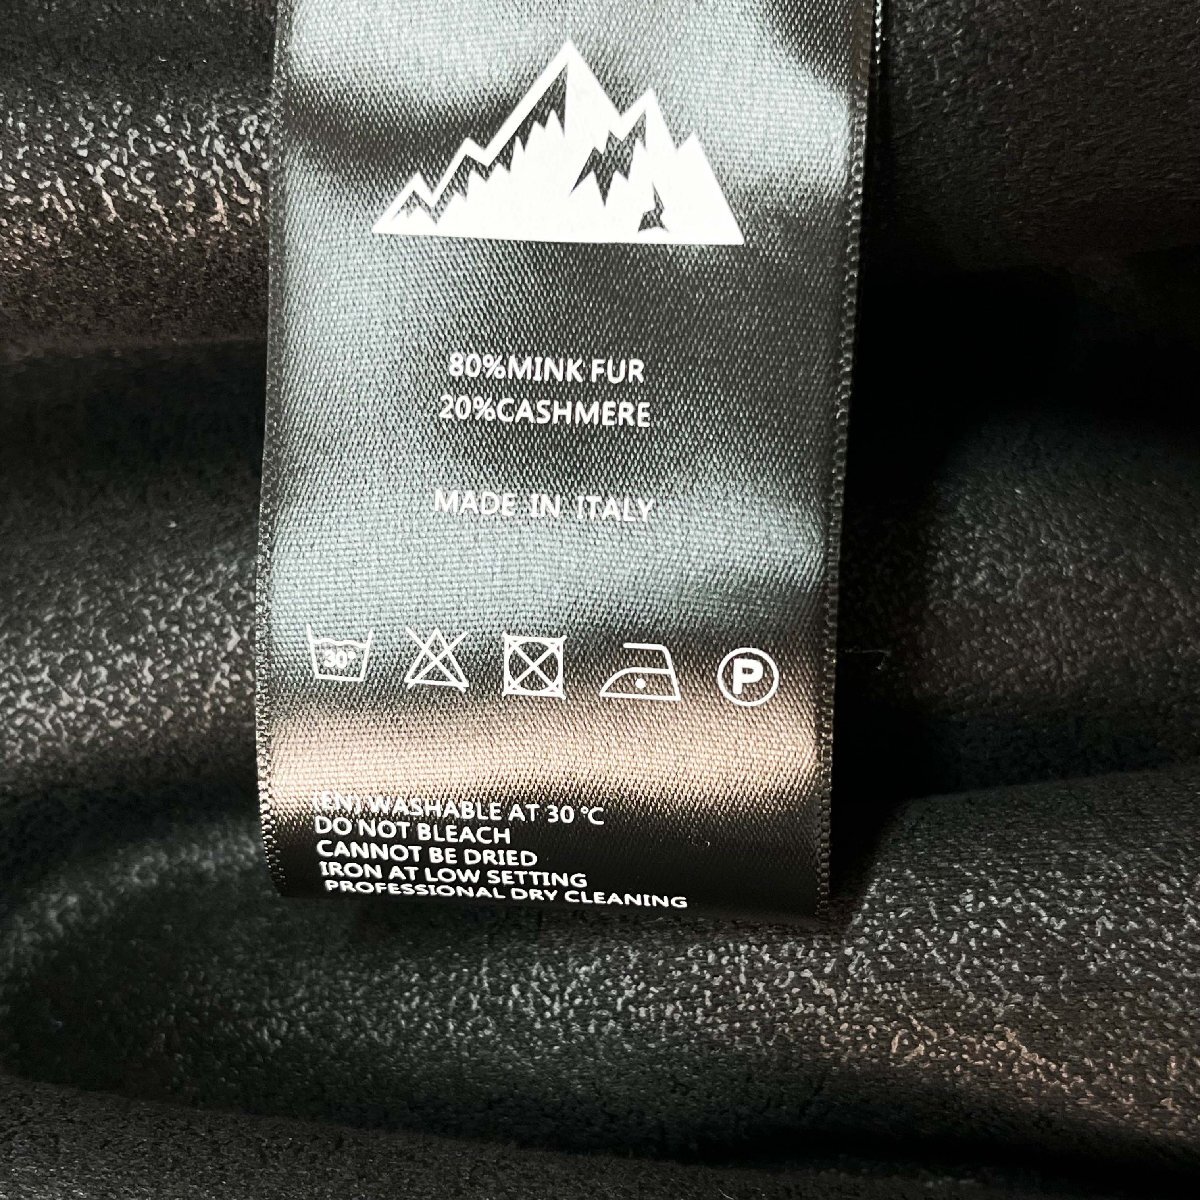 80%MINK FUR
20%CASHMERE
MADE IN ITALY
30°
P
(EN) WASHABLE AT 30 °C
DO NOT BLEACH
CANNOT BE DRIED
IRON AT LOW SETTING
PROFESSIONAL DRY CLEANING